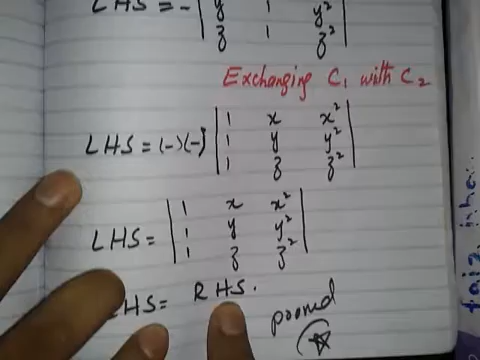 LHS = - | y 1 y²
z 1 z² |
Exchanging C₁ with C₂
LHS = (-)(-) | 1 x x²
1 y y²
1 z z² |
LHS = | 1 x x²
1 y y²
1 z z² |
LHS = RHS.
proved